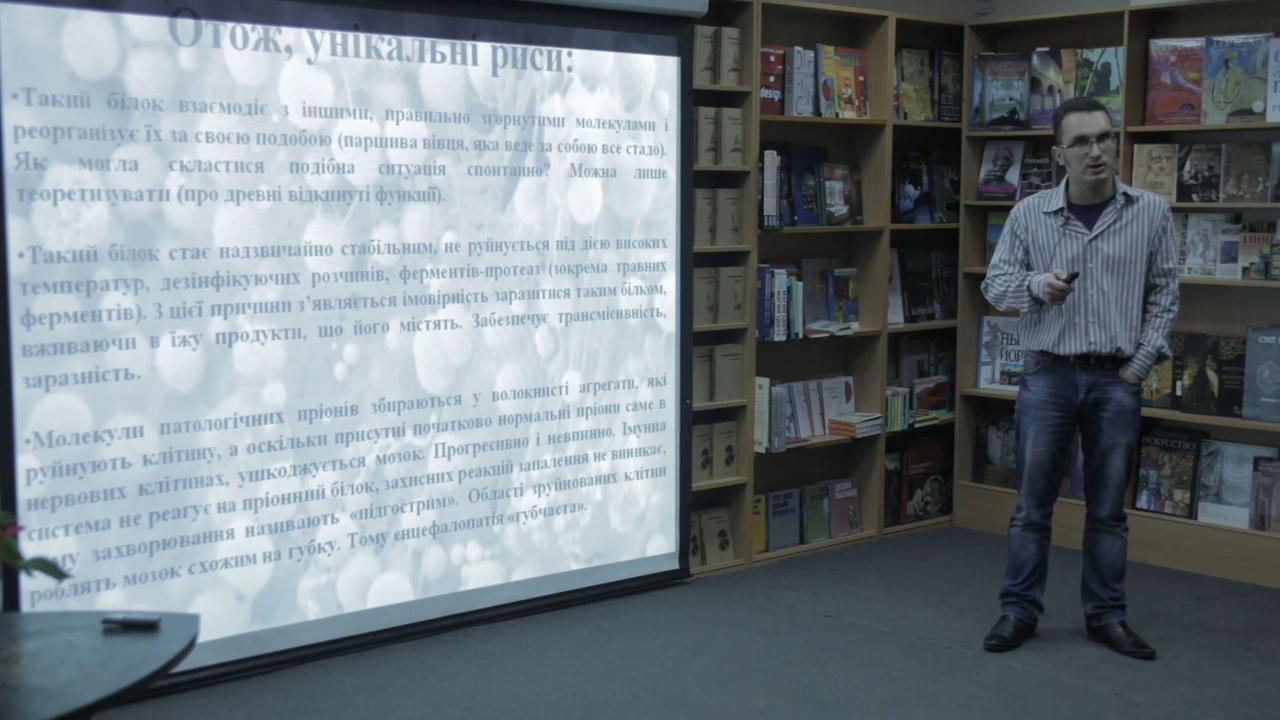 Отож, унікальні риси:
•Такий білок взаємодіє з іншими, правильно згорнутими молекулами і
реорганізує їх за своєю подобою (паршива вівця, яка веде за собою все стадо).
Як могла скластися подібна ситуація спонтанно? Можна лише
теоретизувати (про древні відкинуті функції).
•Такий білок стає надзвичайно стабільним, не руйнується під дією високих
температур, дезінфікуючих розчинів, ферментів-протеаз (зокрема травних
ферментів). З цієї причини з’являється імовірність заразитися таким білком,
вживаючи в їжу продукти, що його містять. Забезпечує трансмісивність,
заразність.
•Молекули патологічних пріонів збираються у волокнисті агрегати, які
руйнують клітину, а оскільки присутні початково нормальні пріони саме в
нервових клітинах, ушкоджується мозок. Прогресивно і невпинно. Імунна
система не реагує на пріонний білок, захисних реакцій запалення не виникає,
тому захворювання називають «підгострим». Області зруйнованих клітин
роблять мозок схожим на губку. Тому енцефалопатія «губчаста».
design
ПИКАССО
ИСКУССТВО